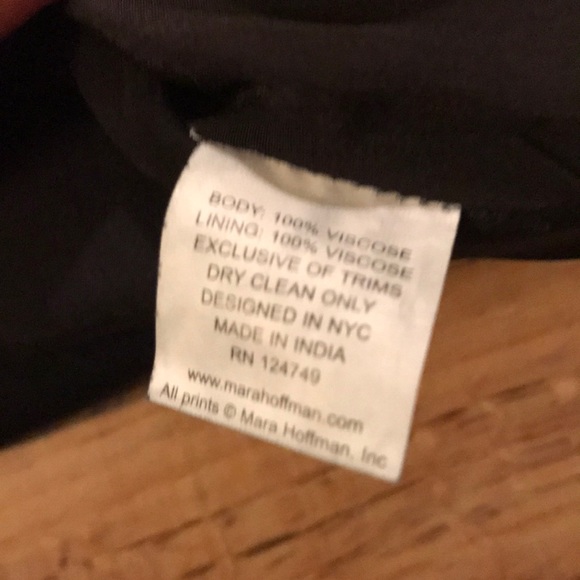 BODY: 100% VISCOSE
LINING: 100% VISCOSE
EXCLUSIVE OF TRIMS
DRY CLEAN ONLY
DESIGNED IN NYC
MADE IN INDIA
RN 124749
www.marahoffman.com
All prints © Mara Hoffman, Inc